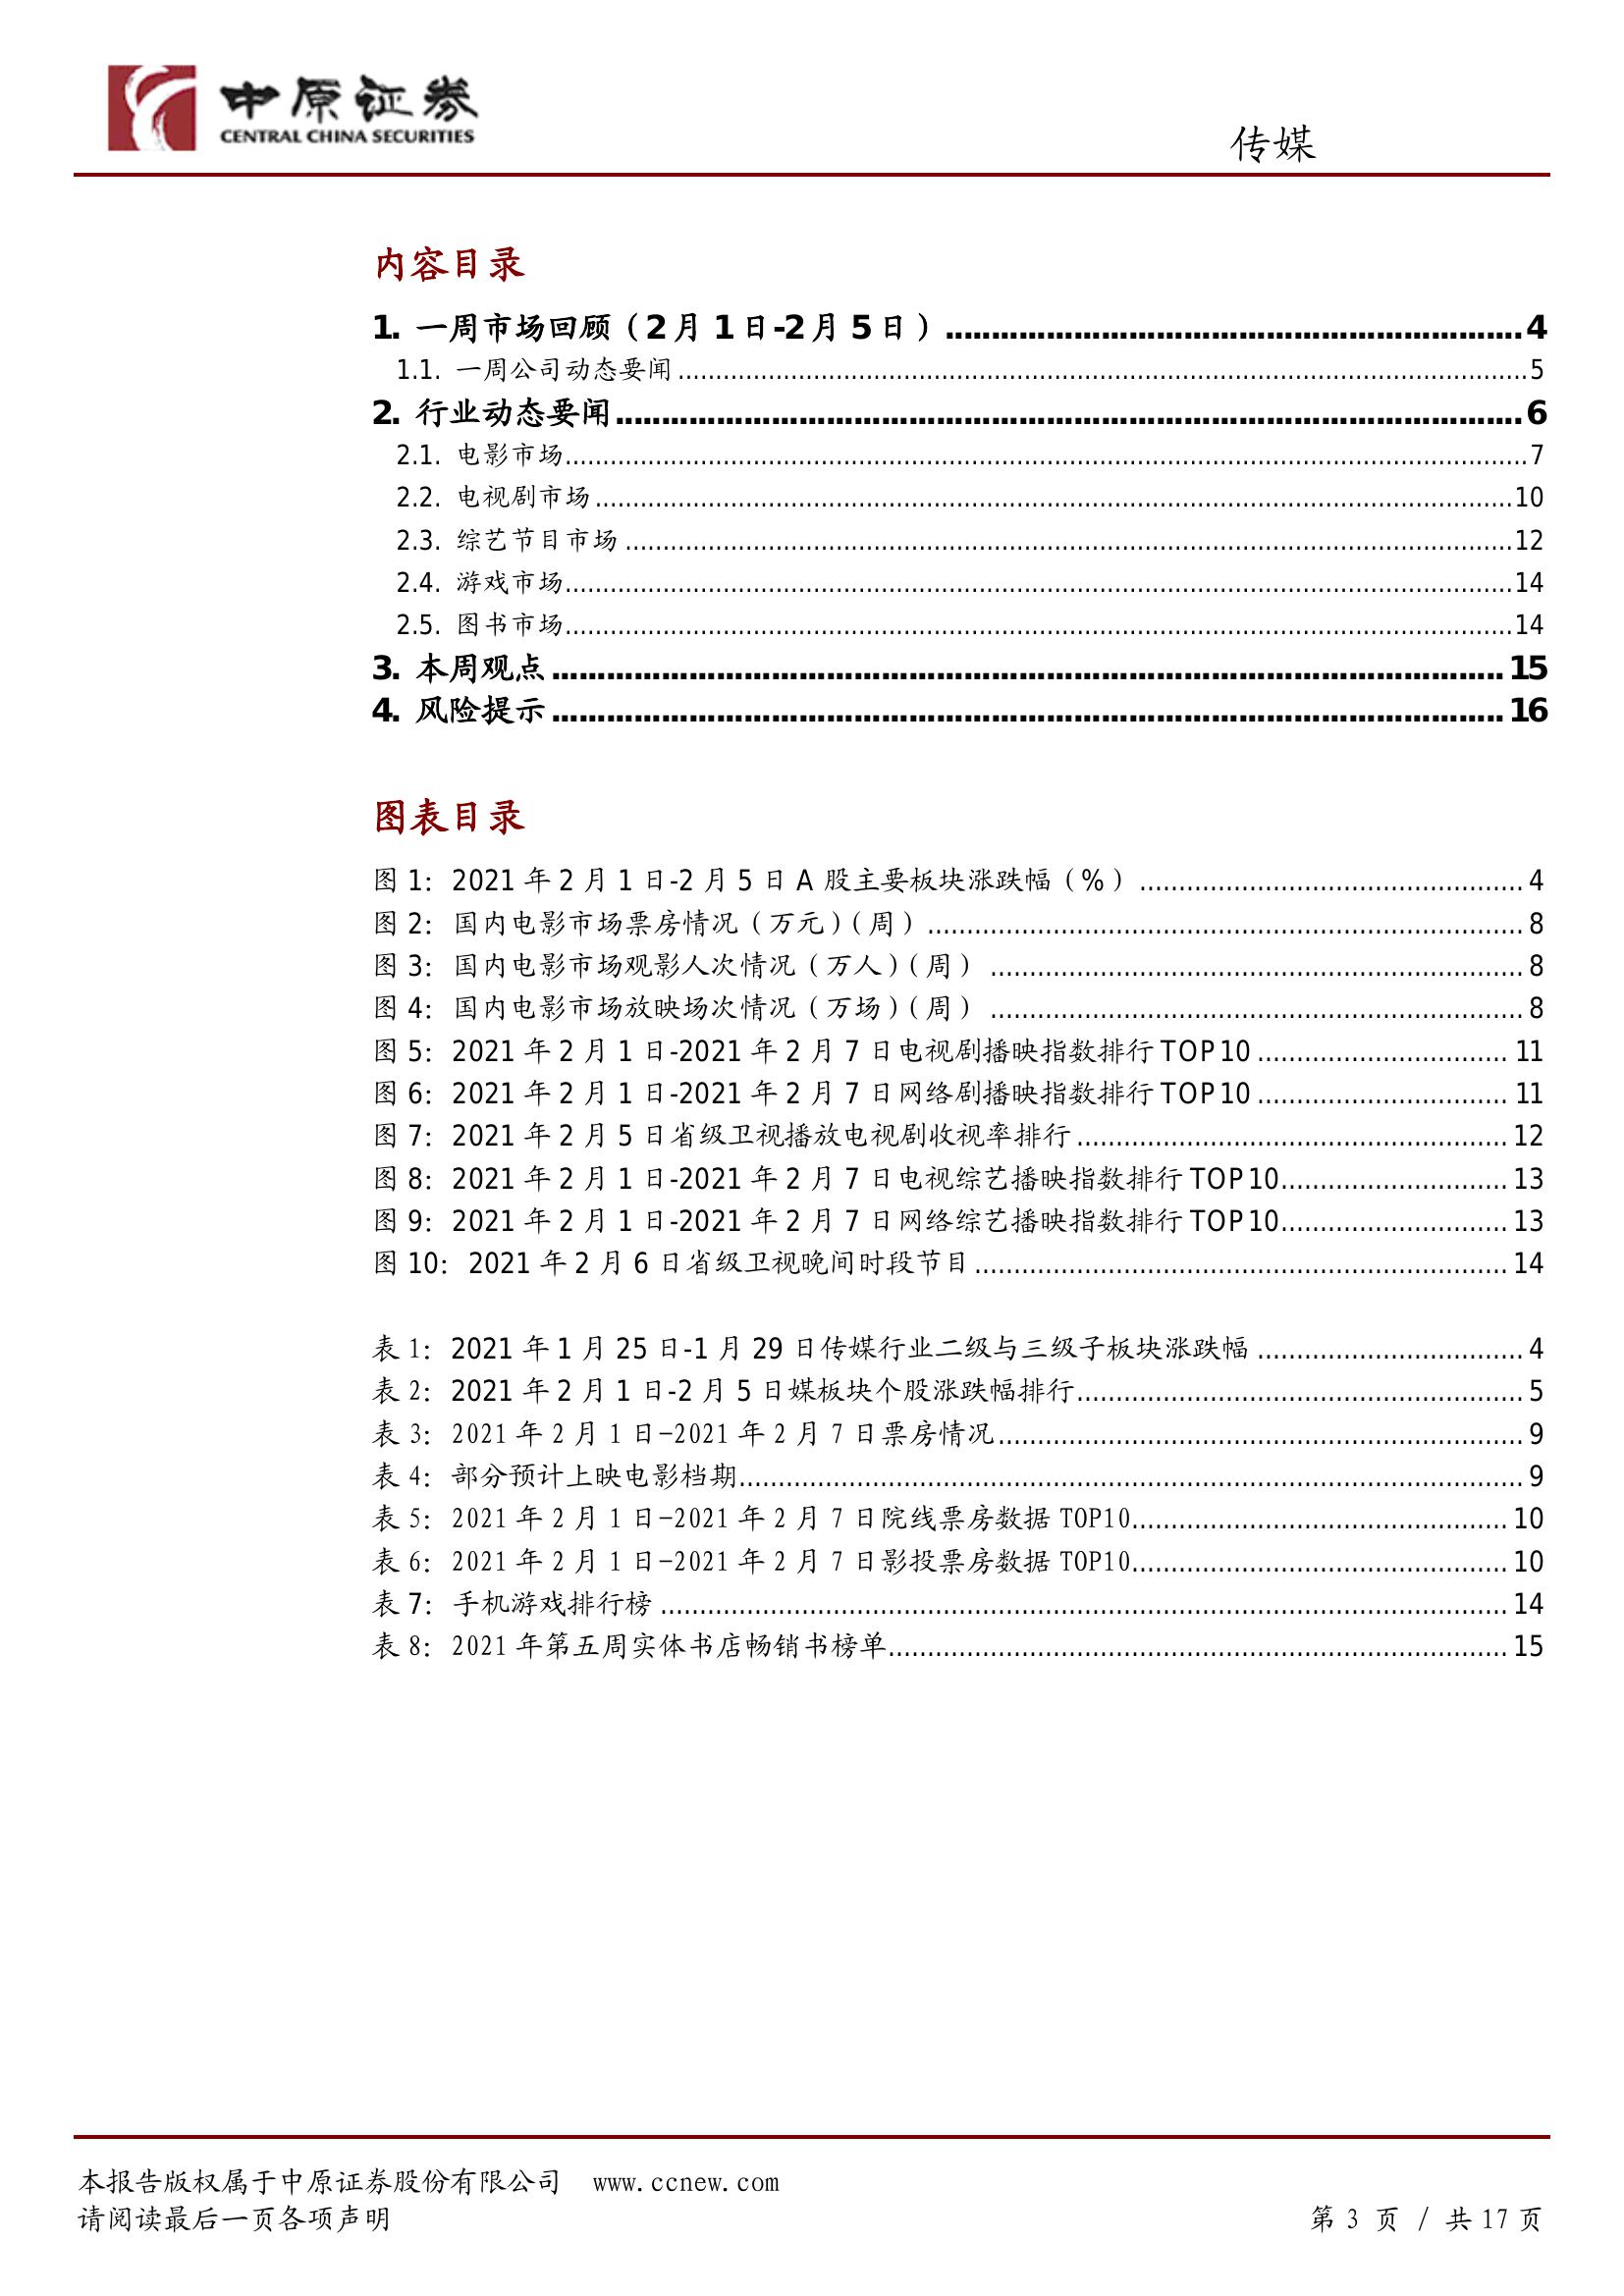 中原证券
CENTRAL CHINA SECURITIES
传媒
内容目录
1. 一周市场回顾（2 月 1 日-2 月 5 日）......4
1.1. 一周公司动态要闻......5
2. 行业动态要闻......6
2.1. 电影市场......7
2.2. 电视剧市场......10
2.3. 综艺节目市场......12
2.4. 游戏市场......14
2.5. 图书市场......14
3. 本周观点......15
4. 风险提示......16
图表目录
图 1：2021 年 2 月 1 日-2 月 5 日 A 股主要板块涨跌幅（%）......4
图 2：国内电影市场票房情况（万元）（周）......8
图 3：国内电影市场观影人次情况（万人）（周）......8
图 4：国内电影市场放映场次情况（万场）（周）......8
图 5：2021 年 2 月 1 日-2021 年 2 月 7 日电视剧播映指数排行 TOP10......11
图 6：2021 年 2 月 1 日-2021 年 2 月 7 日网络剧播映指数排行 TOP10......11
图 7：2021 年 2 月 5 日省级卫视播放电视剧收视率排行......12
图 8：2021 年 2 月 1 日-2021 年 2 月 7 日电视综艺播映指数排行 TOP10......13
图 9：2021 年 2 月 1 日-2021 年 2 月 7 日网络综艺播映指数排行 TOP10......13
图 10：2021 年 2 月 6 日省级卫视晚间时段节目......14
表 1：2021 年 1 月 25 日-1 月 29 日传媒行业二级与三级子板块涨跌幅......4
表 2：2021 年 2 月 1 日-2 月 5 日媒板块个股涨跌幅排行......5
表 3：2021 年 2 月 1 日-2021 年 2 月 7 日票房情况......9
表 4：部分预计上映电影档期......9
表 5：2021 年 2 月 1 日-2021 年 2 月 7 日院线票房数据 TOP10......10
表 6：2021 年 2 月 1 日-2021 年 2 月 7 日影投票房数据 TOP10......10
表 7：手机游戏排行榜......14
表 8：2021 年第五周实体书店畅销书榜单......15
本报告版权属于中原证券股份有限公司 www.ccnew.com
请阅读最后一页各项声明 第 3 页 / 共 17 页